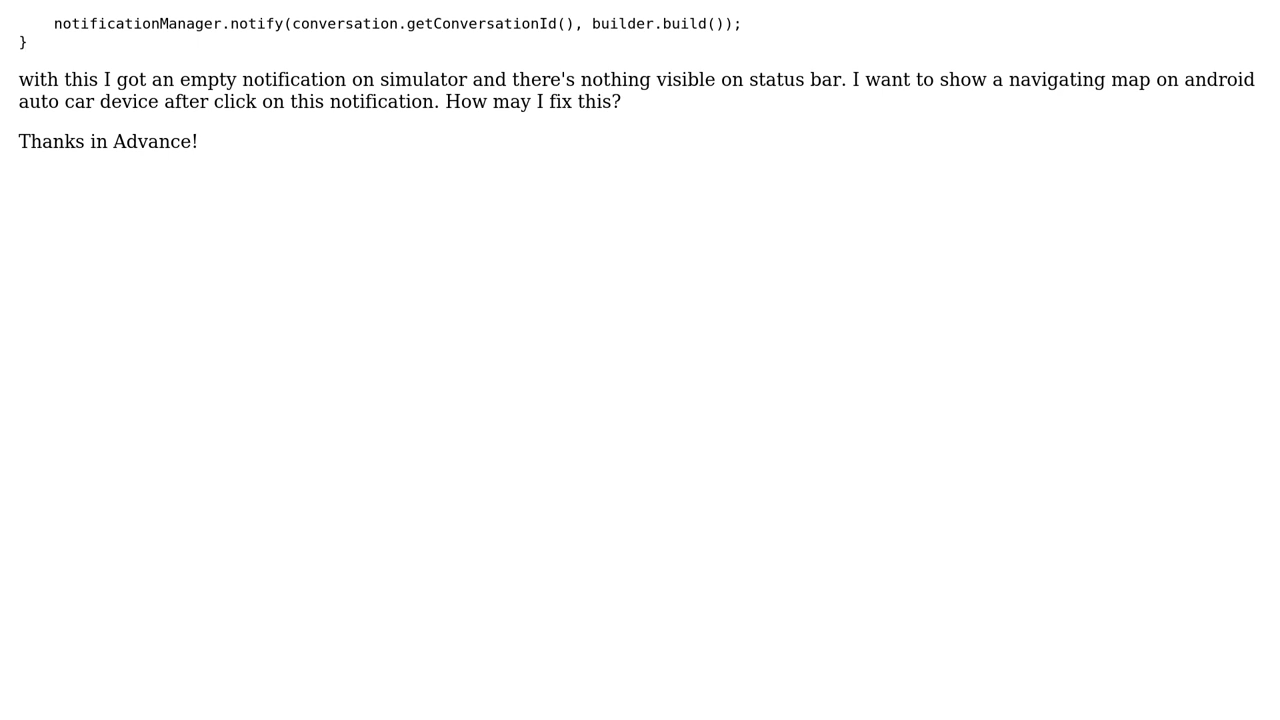 notificationManager.notify(conversation.getConversationId(), builder.build());
}
with this I got an empty notification on simulator and there's nothing visible on status bar. I want to show a navigating map on android
auto car device after click on this notification. How may I fix this?
Thanks in Advance!